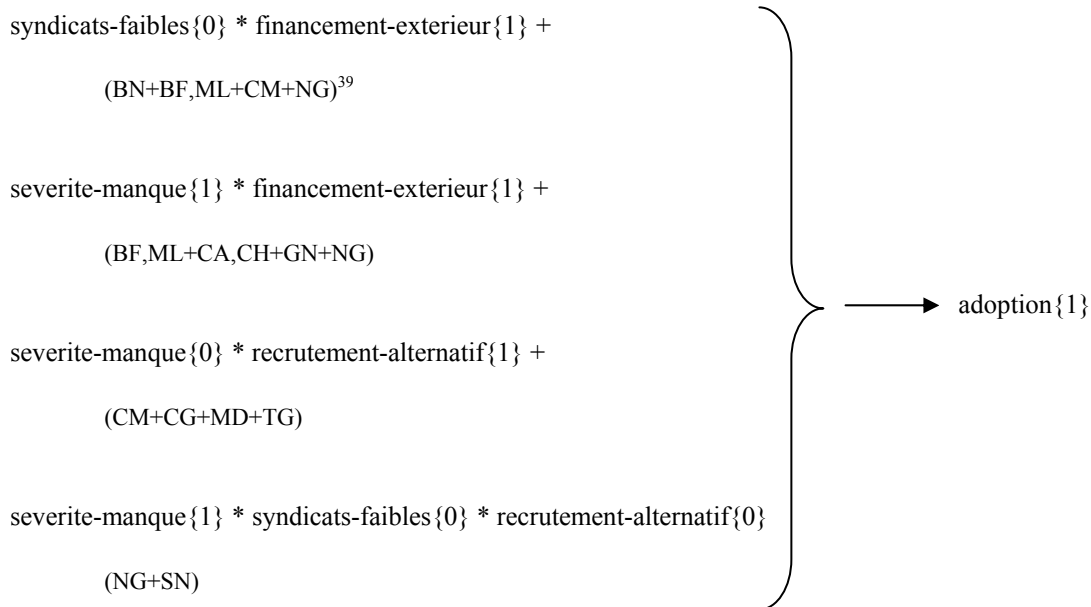 syndicats-faibles{0} * financement-exterieur{1} +
(BN+BF,ML+CM+NG)39
severite-manque{1} * financement-exterieur{1} +
(BF,ML+CA,CH+GN+NG)
adoption{1}
severite-manque{0} * recrutement-alternatif{1} +
(CM+CG+MD+TG)
severite-manque{1} * syndicats-faibles{0} * recrutement-alternatif{0}
(NG+SN)